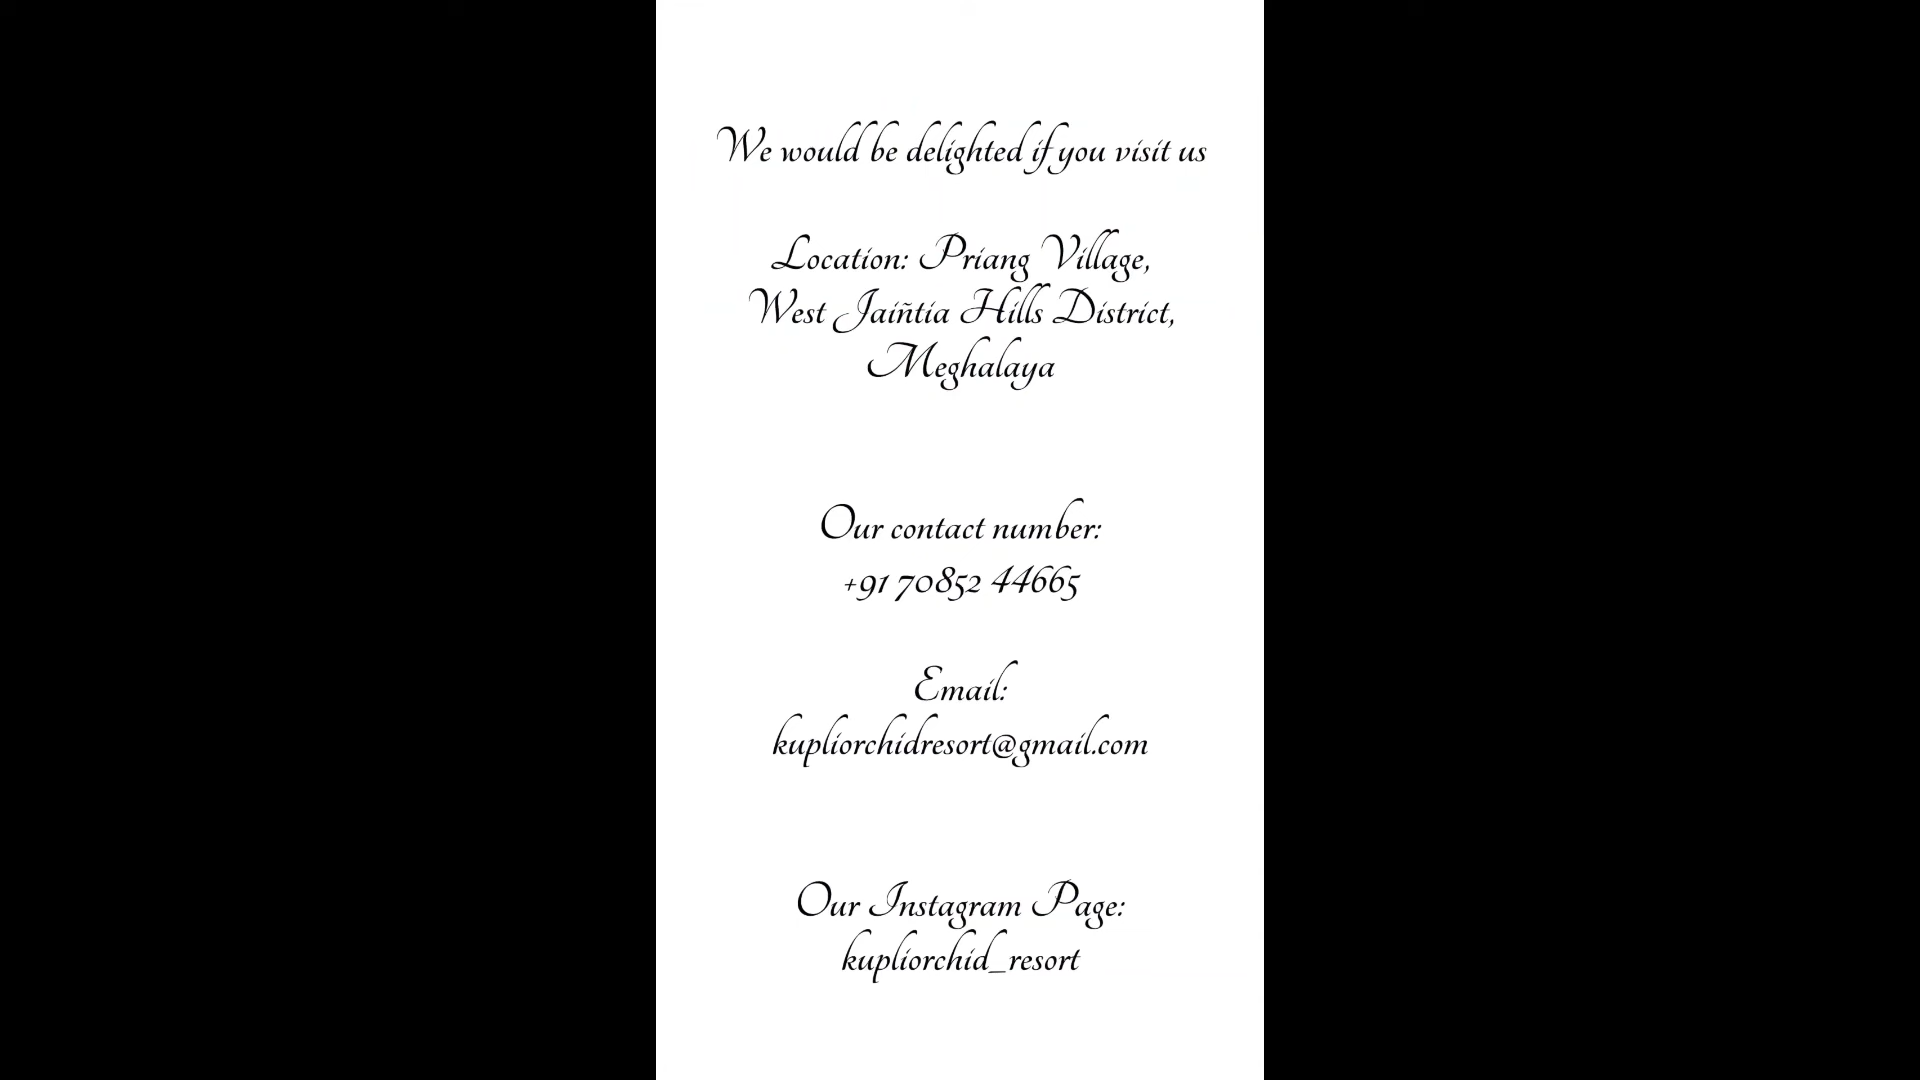 We would be delighted if you visit us
Location: Priang Village,
West Jaiñtia Hills District,
Meghalaya
Our contact number:
+91 70852 44665
Email:
kupliorchidresort@gmail.com
Our Instagram Page:
kupliorchid_resort